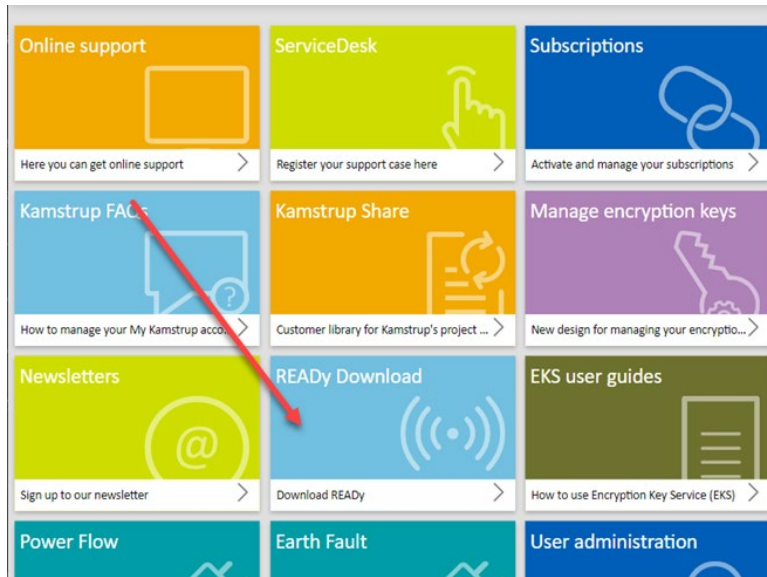 Online support
ServiceDesk
Subscriptions
Here you can get online support
Register your support case here
Activate and manage your subscriptions
Kamstrup FAQs
Kamstrup Share
Manage encryption keys
?
How to manage your My Kamstrup acco...
Customer library for Kamstrup's project ...
New design for managing your encryptio...
Newsletters
READy Download
EKS user guides
@
Sign up to our newsletter
Download READy
How to use Encryption Key Service (EKS)
Power Flow
Earth Fault
User administration